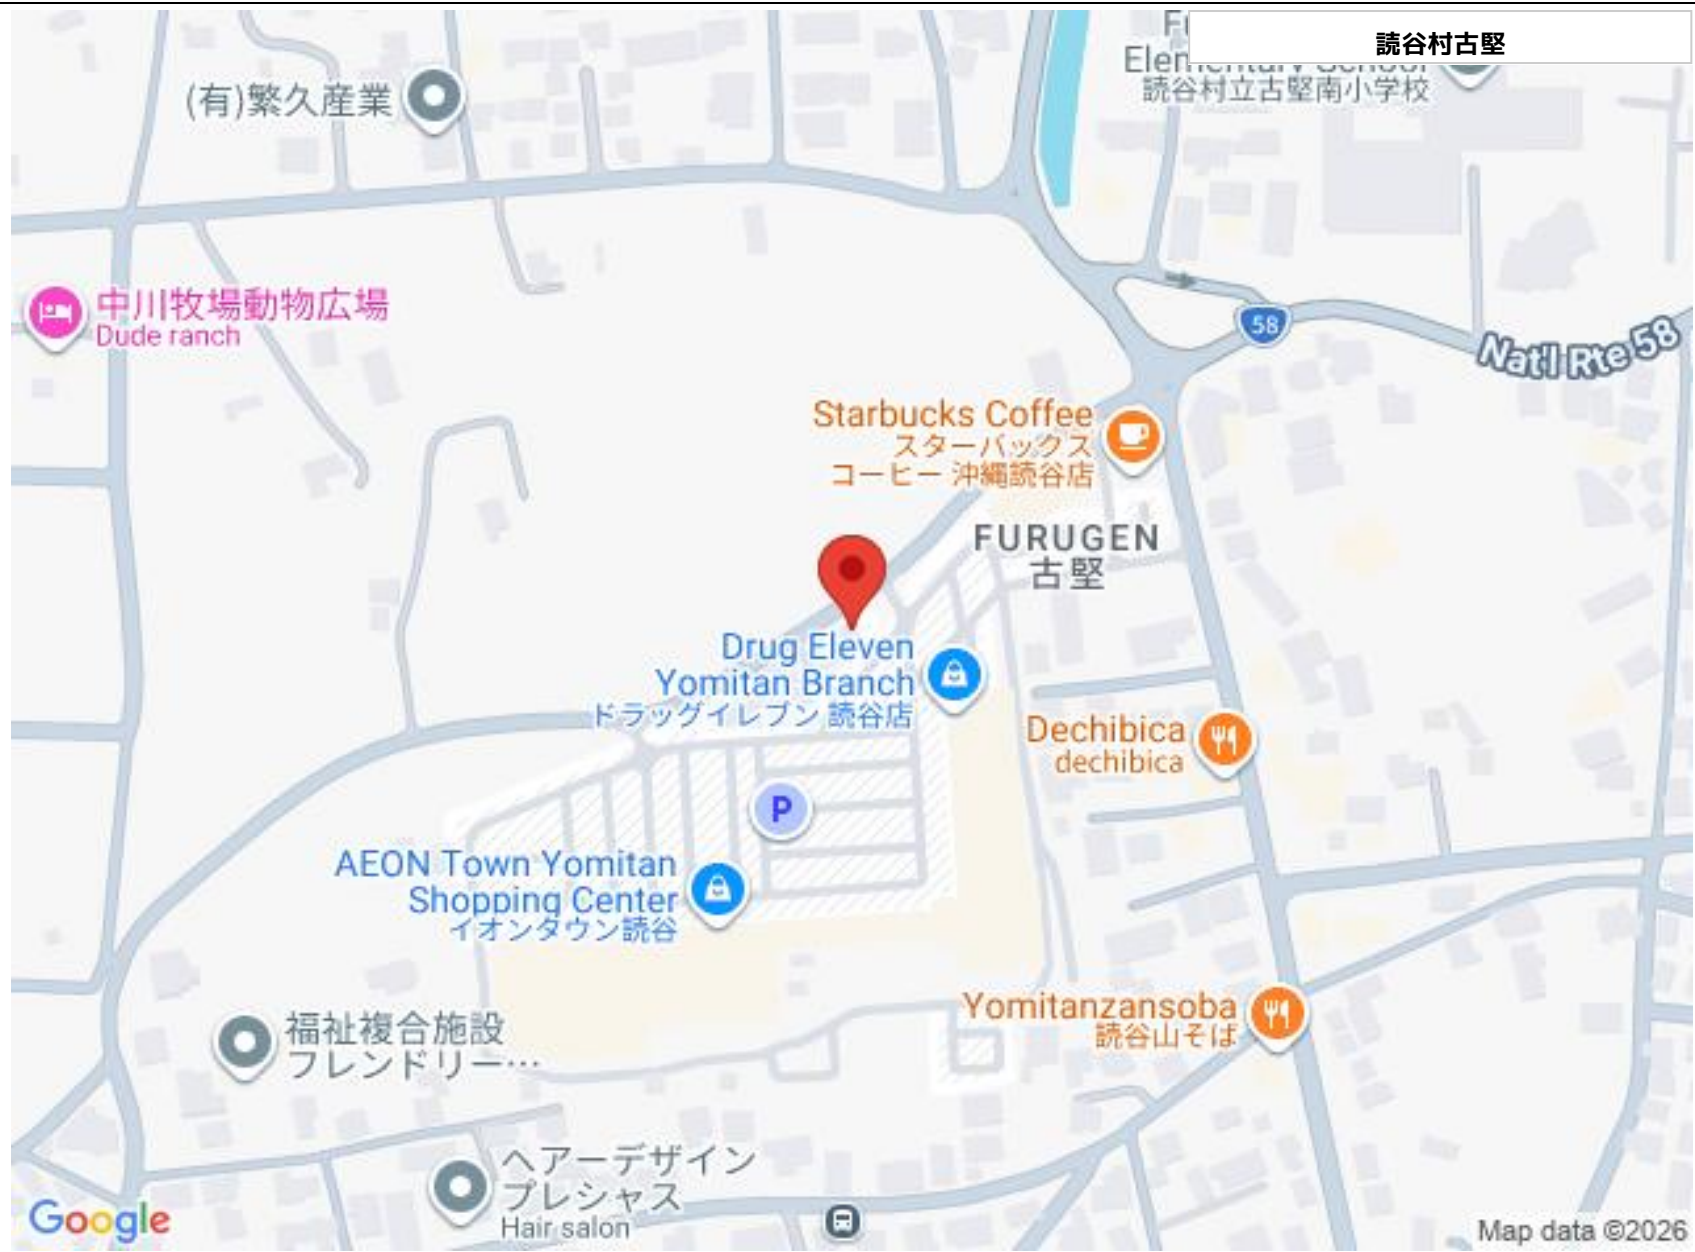 読谷村古堅
Elementary School
読谷村立古堅南小学校
(有)繁久産業
中川牧場動物広場
Dude ranch
58
Nat'l Rte 58
Starbucks Coffee
スターバックス
コーヒー 沖縄読谷店
FURUGEN
古堅
Drug Eleven
Yomitan Branch
ドラッグイレブン 読谷店
Dechibica
dechibica
P
AEON Town Yomitan
Shopping Center
イオンタウン読谷
Yomitanzansoba
読谷山そば
福祉複合施設
フレンドリー…
ヘアーデザイン
プレシャス
Hair salon
Google
Map data ©2026